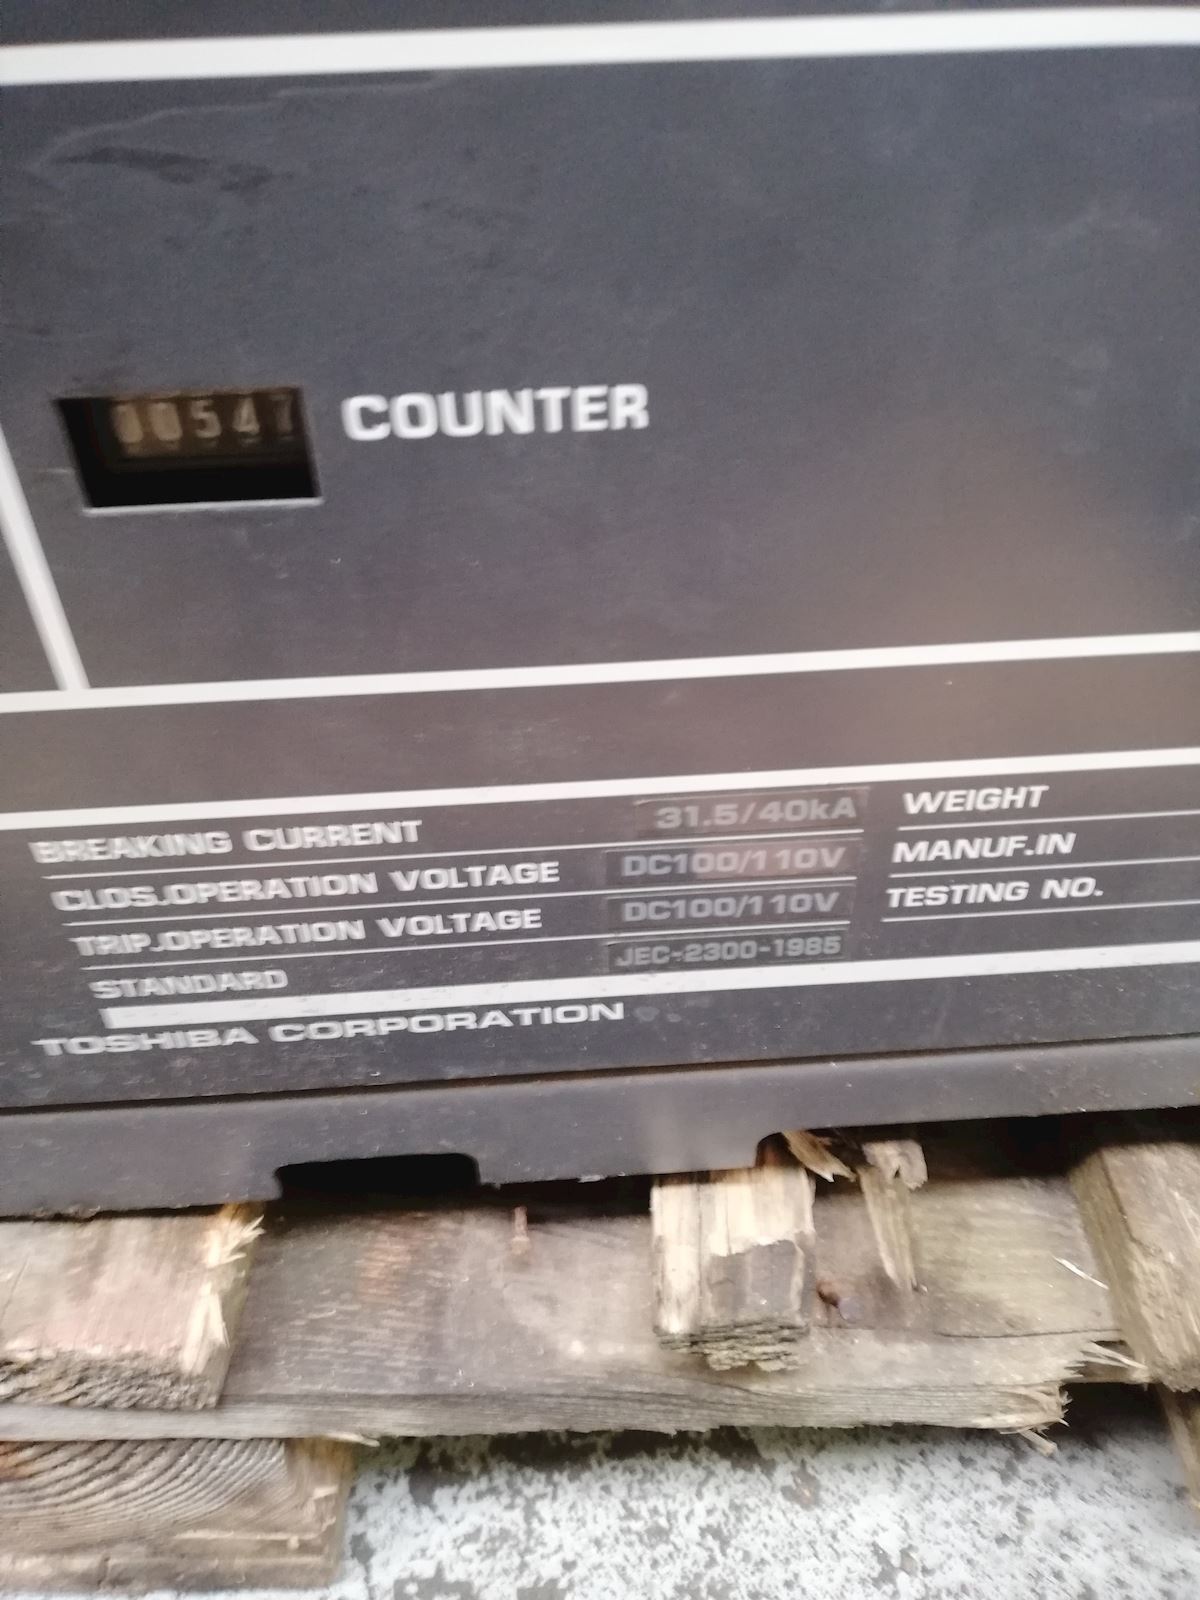 00547 COUNTER
BREAKING CURRENT 31.5/40kA WEIGHT
CLOS.OPERATION VOLTAGE DC100/110V MANUF.IN
TRIP.OPERATION VOLTAGE DC100/110V TESTING NO.
STANDARD JEC-2300-1985
TOSHIBA CORPORATION